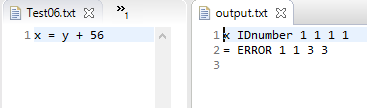 Test06.txt
»1
1 x = y + 56
output.txt
1 x IDnumber 1 1 1 1
2 = ERROR 1 1 3 3
3